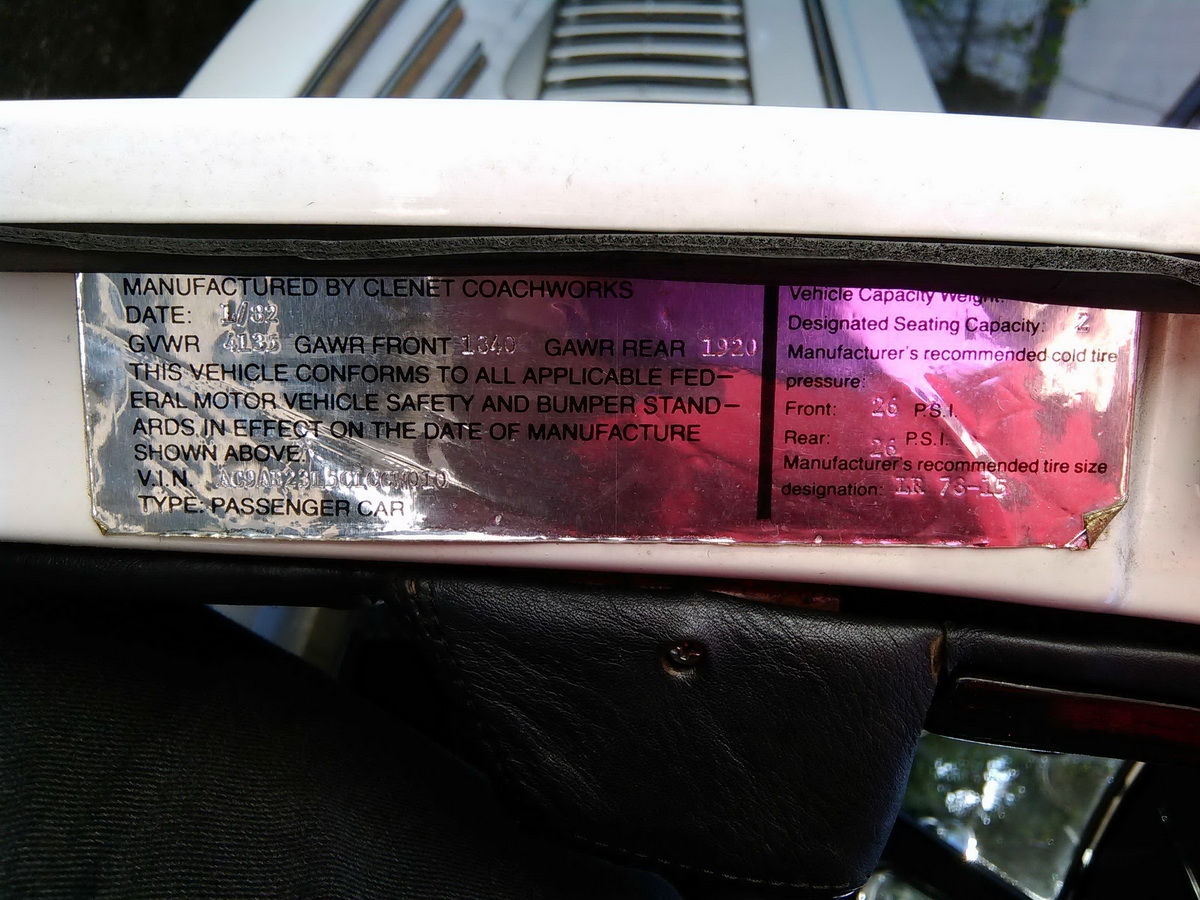 MANUFACTURED BY CLENET COACHWORKS
DATE: 1/82
GVWR 4135 GAWR FRONT 1340 GAWR REAR 1920
THIS VEHICLE CONFORMS TO ALL APPLICABLE FED—
ERAL MOTOR VEHICLE SAFETY AND BUMPER STAND—
ARDS IN EFFECT ON THE DATE OF MANUFACTURE
SHOWN ABOVE.
V.I.N.
TYPE: PASSENGER CAR
Vehicle Capacity Weight:
Designated Seating Capacity: 2
Manufacturer's recommended cold tire
pressure:
Front: 26 P.S.I.
Rear: 26 P.S.I.
Manufacturer's recommended tire size
designation: LR 78-15